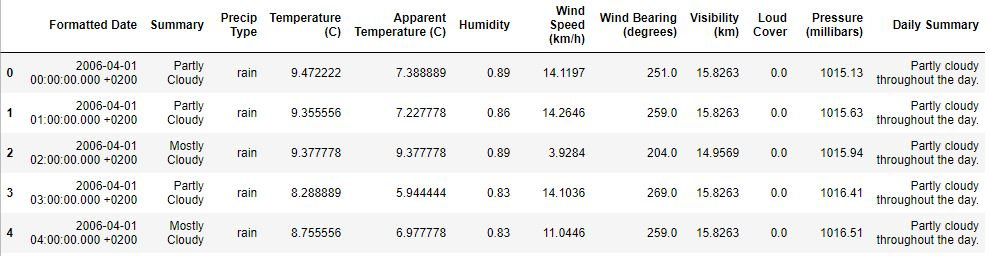 Formatted Date Summary Precip Type Temperature (C) Apparent Temperature (C) Humidity Wind Speed (km/h) Wind Bearing (degrees) Visibility (km) Loud Cover Pressure (millibars) Daily Summary
0 2006-04-01 00:00:00.000 +0200 Partly Cloudy rain 9.472222 7.388889 0.89 14.1197 251.0 15.8263 0.0 1015.13 Partly cloudy throughout the day.
1 2006-04-01 01:00:00.000 +0200 Partly Cloudy rain 9.355556 7.227778 0.86 14.2646 259.0 15.8263 0.0 1015.63 Partly cloudy throughout the day.
2 2006-04-01 02:00:00.000 +0200 Mostly Cloudy rain 9.377778 9.377778 0.89 3.9284 204.0 14.9569 0.0 1015.94 Partly cloudy throughout the day.
3 2006-04-01 03:00:00.000 +0200 Partly Cloudy rain 8.288889 5.944444 0.83 14.1036 269.0 15.8263 0.0 1016.41 Partly cloudy throughout the day.
4 2006-04-01 04:00:00.000 +0200 Mostly Cloudy rain 8.755556 6.977778 0.83 11.0446 259.0 15.8263 0.0 1016.51 Partly cloudy throughout the day.